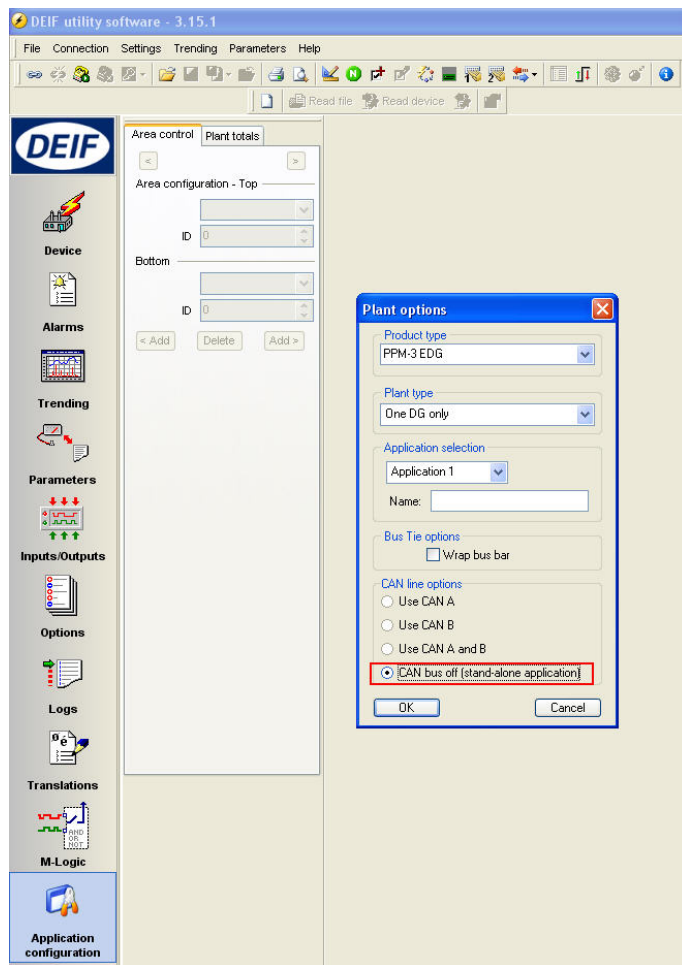 DEIF utility software - 3.15.1
File Connection Settings Trending Parameters Help
Read file Read device
DEIF
Device
Alarms
Trending
Parameters
Inputs/Outputs
Options
Logs
Translations
M-Logic
Application
configuration
Area control Plant totals
< >
Area configuration - Top
ID 0
Bottom
ID 0
< Add Delete Add >
Plant options
Product type
PPM-3 EDG
Plant type
One DG only
Application selection
Application 1
Name:
Bus Tie options
Wrap bus bar
CAN line options
Use CAN A
Use CAN B
Use CAN A and B
CAN bus off (stand-alone application)
OK Cancel